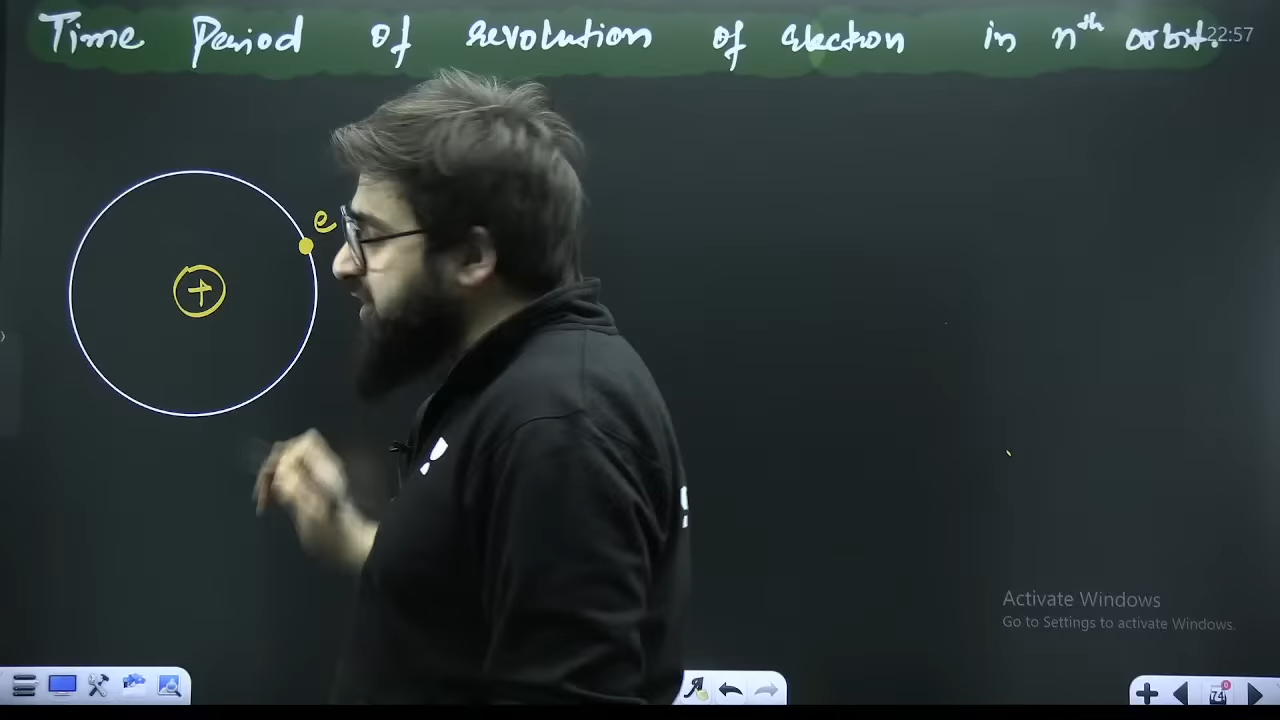 Time Period of revolution of electron in nth orbit.
22:57
e
+
Activate Windows
Go to Settings to activate Windows.
74